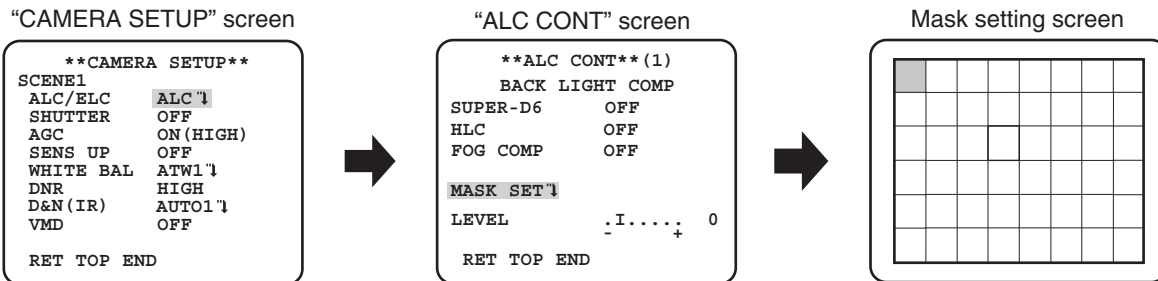 “CAMERA SETUP” screen
**CAMERA SETUP**
SCENE1
ALC/ELC ALC
SHUTTER OFF
AGC ON(HIGH)
SENS UP OFF
WHITE BAL ATW1
DNR HIGH
D&N(IR) AUTO1
VMD OFF
RET TOP END
“ALC CONT” screen
**ALC CONT**(1)
BACK LIGHT COMP
SUPER-D6 OFF
HLC OFF
FOG COMP OFF
MASK SET
LEVEL .I..... 0
- +
RET TOP END
Mask setting screen